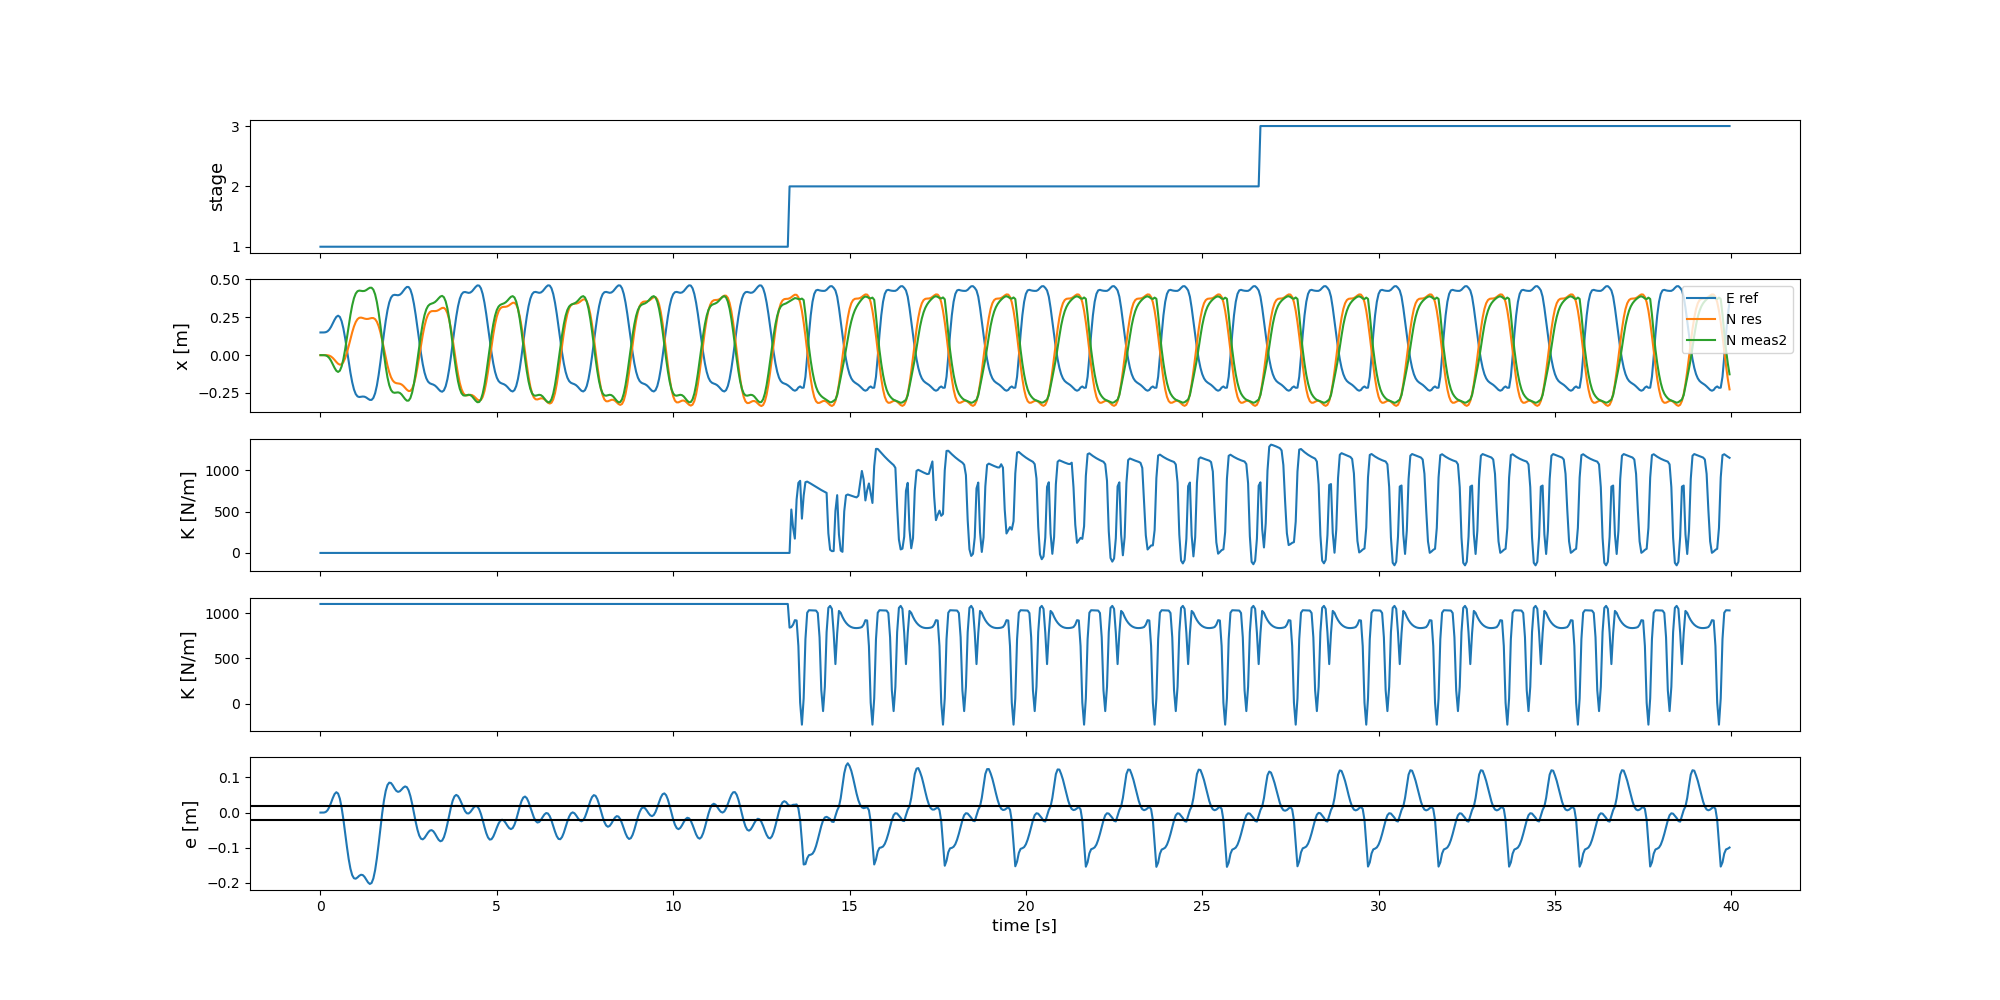 stage
3
2
1
x [m]
0.50
0.25
0.00
−0.25
E ref
N res
N meas2
K [N/m]
1000
500
0
K [N/m]
1000
500
0
e [m]
0.1
0.0
−0.1
−0.2
0 5 10 15 20 25 30 35 40
time [s]